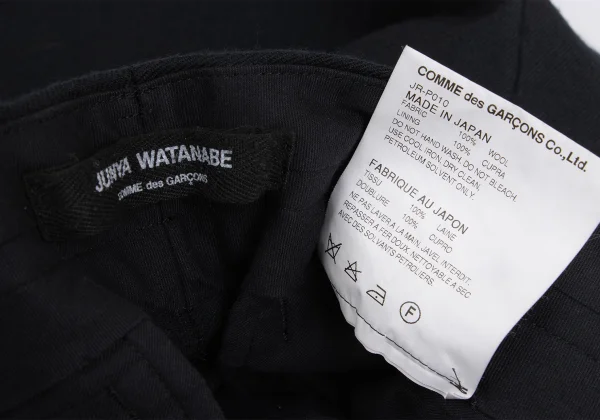 JUNYA WATANABE
COMME des GARÇONS
COMME des GARÇONS Co.,Ltd.
JR-P010
MADE IN JAPAN
FABRIC 100% WOOL
LINING 100% CUPRA
DO NOT HAND WASH, DO NOT BLEACH.
USE COOL IRON, DRY CLEAN.
PETROLEUM SOLVENT ONLY.
FABRIQUE AU JAPON
TISSU 100% LAINE
DOUBLURE 100% CUPRO
NE PAS LAVER A LA MAIN, JAVEL INTERDIT.
REPASSER A FER DOUX, NETTOYABLE A SEC
AVEC DES SOLVANTS PETROLIERS.
F